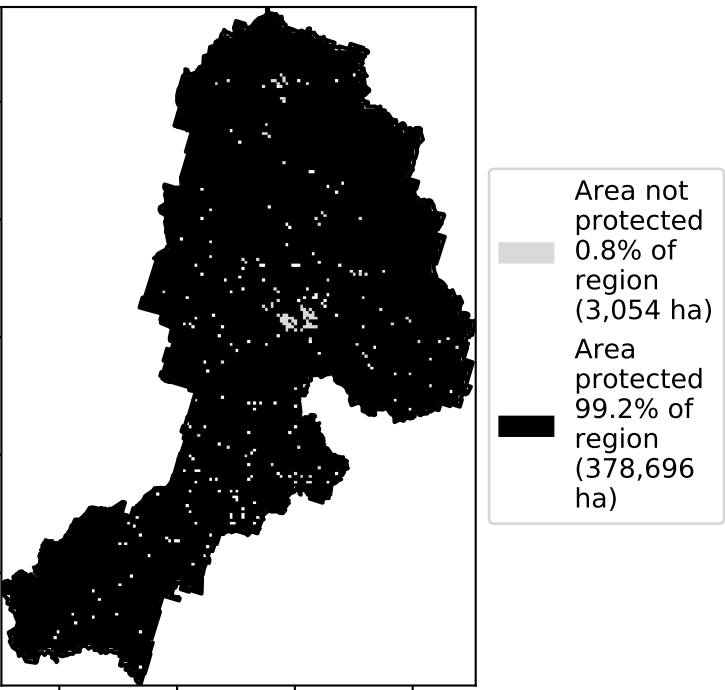 Area not
protected
0.8% of
region
(3,054 ha)
Area
protected
99.2% of
region
(378,696
ha)